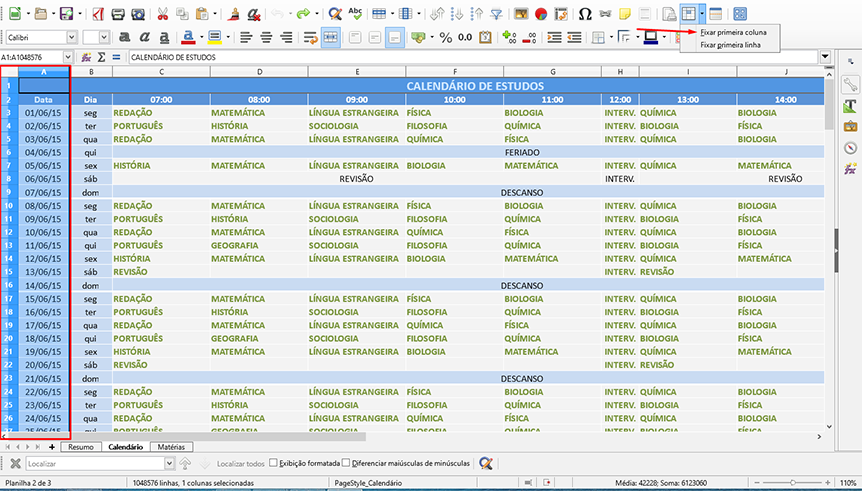 Calibri
0.0
Fixar primeira coluna
Fixar primeira linha
A1:A1048576 CALENDÁRIO DE ESTUDOS
A B C D E F G H I J
1 CALENDÁRIO DE ESTUDOS
2 Data Dia 07:00 08:00 09:00 10:00 11:00 12:00 13:00 14:00
3 01/06/15 seg REDAÇÃO MATEMÁTICA LÍNGUA ESTRANGEIRA FÍSICA BIOLOGIA INTERV. QUÍMICA BIOLOGIA
4 02/06/15 ter PORTUGUÊS HISTÓRIA SOCIOLOGIA FILOSOFIA QUÍMICA INTERV. BIOLOGIA FÍSICA
5 03/06/15 qua REDAÇÃO MATEMÁTICA LÍNGUA ESTRANGEIRA QUÍMICA FÍSICA INTERV. QUÍMICA BIOLOGIA
6 04/06/15 qui FERIADO
7 05/06/15 sex HISTÓRIA MATEMÁTICA LÍNGUA ESTRANGEIRA BIOLOGIA MATEMÁTICA INTERV. QUÍMICA MATEMÁTICA
8 06/06/15 sáb REVISÃO INTERV. REVISÃO
9 07/06/15 dom DESCANSO
10 08/06/15 seg REDAÇÃO MATEMÁTICA LÍNGUA ESTRANGEIRA FÍSICA BIOLOGIA INTERV. QUÍMICA BIOLOGIA
11 09/06/15 ter PORTUGUÊS HISTÓRIA SOCIOLOGIA FILOSOFIA QUÍMICA INTERV. BIOLOGIA FÍSICA
12 10/06/15 qua REDAÇÃO MATEMÁTICA LÍNGUA ESTRANGEIRA QUÍMICA FÍSICA INTERV. QUÍMICA BIOLOGIA
13 11/06/15 qui PORTUGUÊS GEOGRAFIA SOCIOLOGIA FILOSOFIA QUÍMICA INTERV. BIOLOGIA FÍSICA
14 12/06/15 sex HISTÓRIA MATEMÁTICA LÍNGUA ESTRANGEIRA BIOLOGIA MATEMÁTICA INTERV. QUÍMICA MATEMÁTICA
15 13/06/15 sáb REVISÃO INTERV. REVISÃO
16 14/06/15 dom DESCANSO
17 15/06/15 seg REDAÇÃO MATEMÁTICA LÍNGUA ESTRANGEIRA FÍSICA BIOLOGIA INTERV. QUÍMICA BIOLOGIA
18 16/06/15 ter PORTUGUÊS HISTÓRIA SOCIOLOGIA FILOSOFIA QUÍMICA INTERV. BIOLOGIA FÍSICA
19 17/06/15 qua REDAÇÃO MATEMÁTICA LÍNGUA ESTRANGEIRA QUÍMICA FÍSICA INTERV. QUÍMICA BIOLOGIA
20 18/06/15 qui PORTUGUÊS GEOGRAFIA SOCIOLOGIA FILOSOFIA QUÍMICA INTERV. BIOLOGIA FÍSICA
21 19/06/15 sex HISTÓRIA MATEMÁTICA LÍNGUA ESTRANGEIRA BIOLOGIA MATEMÁTICA INTERV. QUÍMICA MATEMÁTICA
22 20/06/15 sáb REVISÃO INTERV. REVISÃO
23 21/06/15 dom DESCANSO
24 22/06/15 seg REDAÇÃO MATEMÁTICA LÍNGUA ESTRANGEIRA FÍSICA BIOLOGIA INTERV. QUÍMICA BIOLOGIA
25 23/06/15 ter PORTUGUÊS HISTÓRIA SOCIOLOGIA FILOSOFIA QUÍMICA INTERV. BIOLOGIA FÍSICA
26 24/06/15 qua REDAÇÃO MATEMÁTICA LÍNGUA ESTRANGEIRA QUÍMICA FÍSICA INTERV. QUÍMICA BIOLOGIA
Resumo Calendário Matérias
Localizar Localizar todos Exibição formatada Diferenciar maiúsculas de minúsculas
Planilha 2 de 3 1048576 linhas, 1 colunas selecionadas PageStyle_Calendário Média: 42228; Soma: 6123060 110%